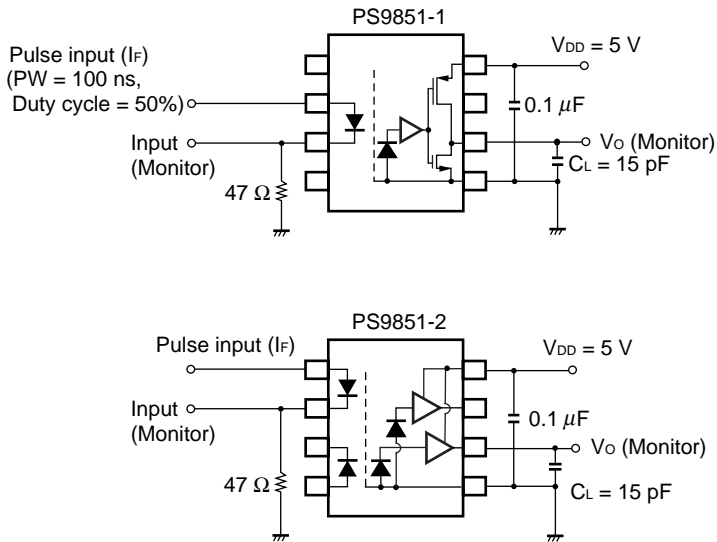 PS9851-1
Pulse input (IF)
(PW = 100 ns,
Duty cycle = 50%)
Input
(Monitor)
47 Ω
VDD = 5 V
0.1 μF
VO (Monitor)
CL = 15 pF
PS9851-2
Pulse input (IF)
Input
(Monitor)
47 Ω
VDD = 5 V
0.1 μF
VO (Monitor)
CL = 15 pF